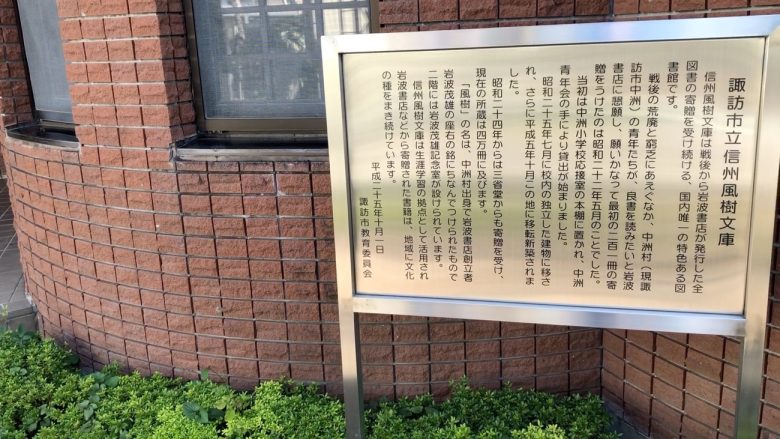 諏訪市立信州風樹文庫
信州風樹文庫は戦後から岩波書店が発行した全
図書の寄贈を受け続ける、国内唯一の特色ある図
書館です。
戦後の荒廃と窮乏にあえぐなか、中洲村（現諏
訪市中洲）の青年たちが、良書を読みたいと岩波
書店に懇願し、願いかなって最初の二百一冊の寄
贈をうけたのは昭和二十二年五月のことでした。
当初は中洲小学校応接室の本棚に置かれ、中洲
青年会の手により貸出が始まりました。
昭和二十五年七月に校内の独立した建物に移さ
れ、さらに平成五年十月この地に移転新築されま
した。
昭和二十四年からは三省堂からも寄贈を受け、
現在の所蔵は四万冊に及びます。
「風樹」の名は、中洲村出身で岩波書店創立者
岩波茂雄の座右の銘にちなんでつけられたもので
二階には岩波茂雄記念室が設けられています。
信州風樹文庫は生涯学習の拠点として活用され
岩波書店などから寄贈された書籍は、地域に文化
の種をまき続けています。
平成二十五年十月一日
諏訪市教育委員会